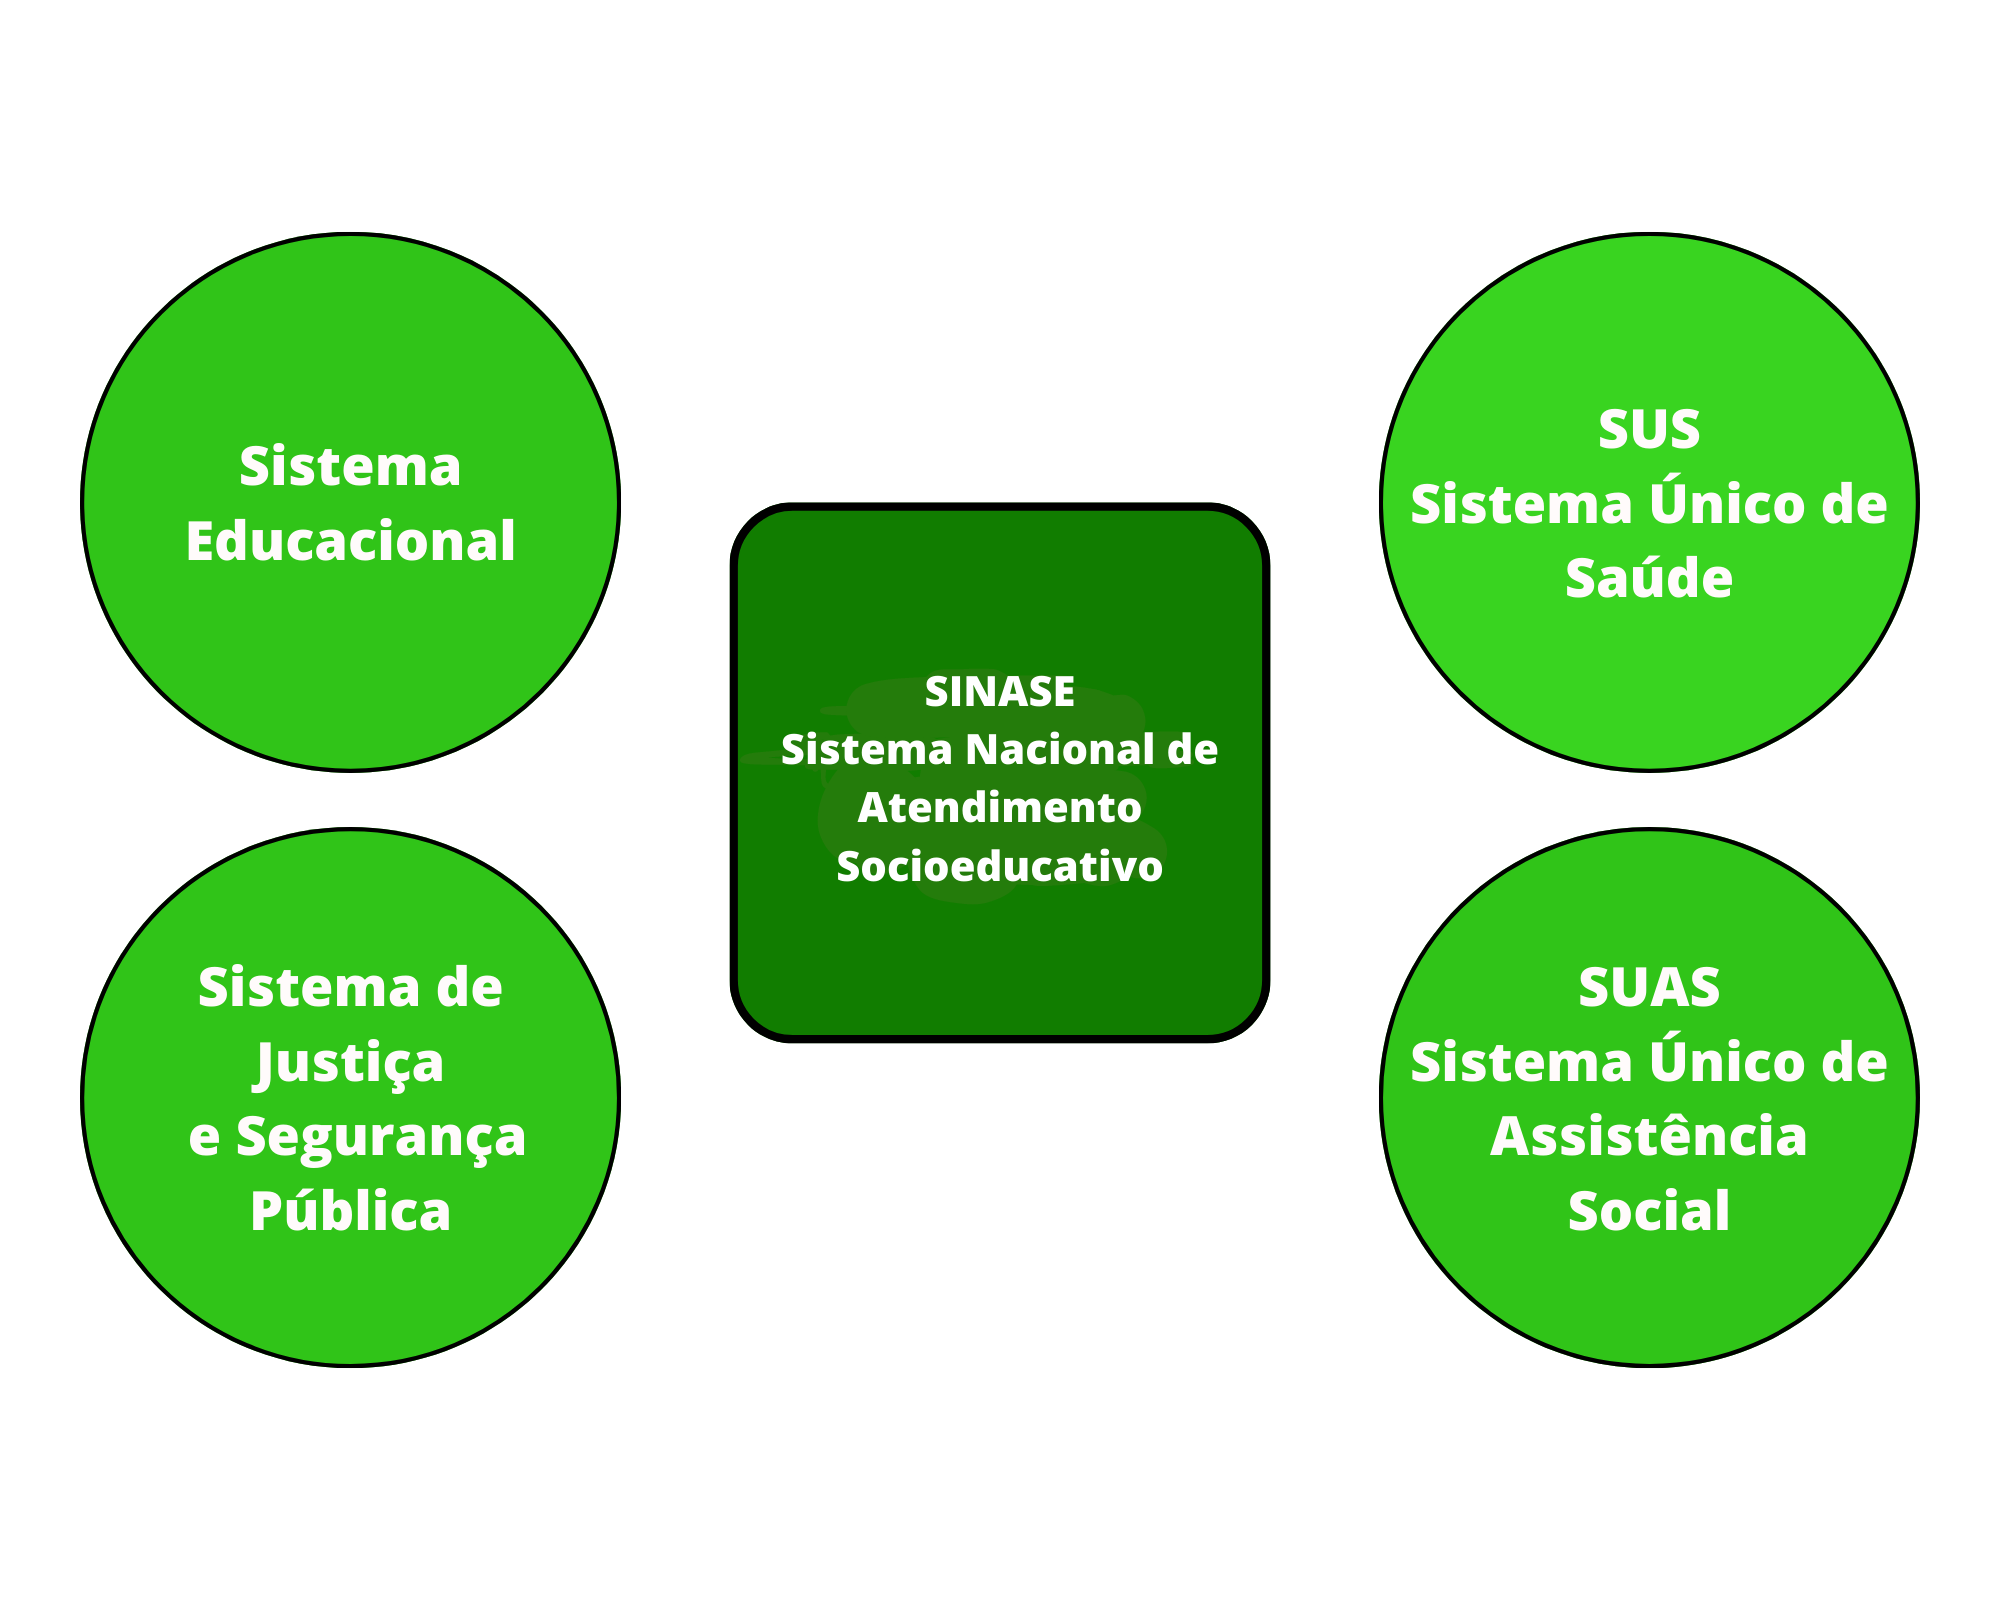 Sistema
Educacional
SUS
Sistema Único de
Saúde
SINASE
Sistema Nacional de
Atendimento
Socioeducativo
Sistema de
Justiça
e Segurança
Pública
SUAS
Sistema Único de
Assistência
Social